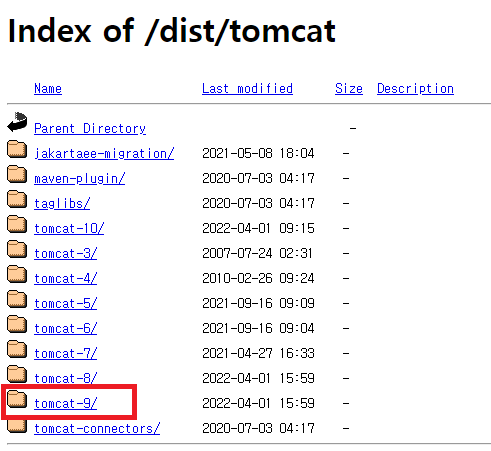 Index of /dist/tomcat
Name Last modified Size Description
Parent Directory -
jakartaee-migration/ 2021-05-08 18:04 -
maven-plugin/ 2020-07-03 04:17 -
taglibs/ 2020-07-03 04:17 -
tomcat-10/ 2022-04-01 09:15 -
tomcat-3/ 2007-07-24 02:31 -
tomcat-4/ 2010-02-26 09:24 -
tomcat-5/ 2021-09-16 09:09 -
tomcat-6/ 2021-09-16 09:04 -
tomcat-7/ 2021-04-27 16:33 -
tomcat-8/ 2022-04-01 15:59 -
tomcat-9/ 2022-04-01 15:59 -
tomcat-connectors/ 2020-07-03 04:17 -